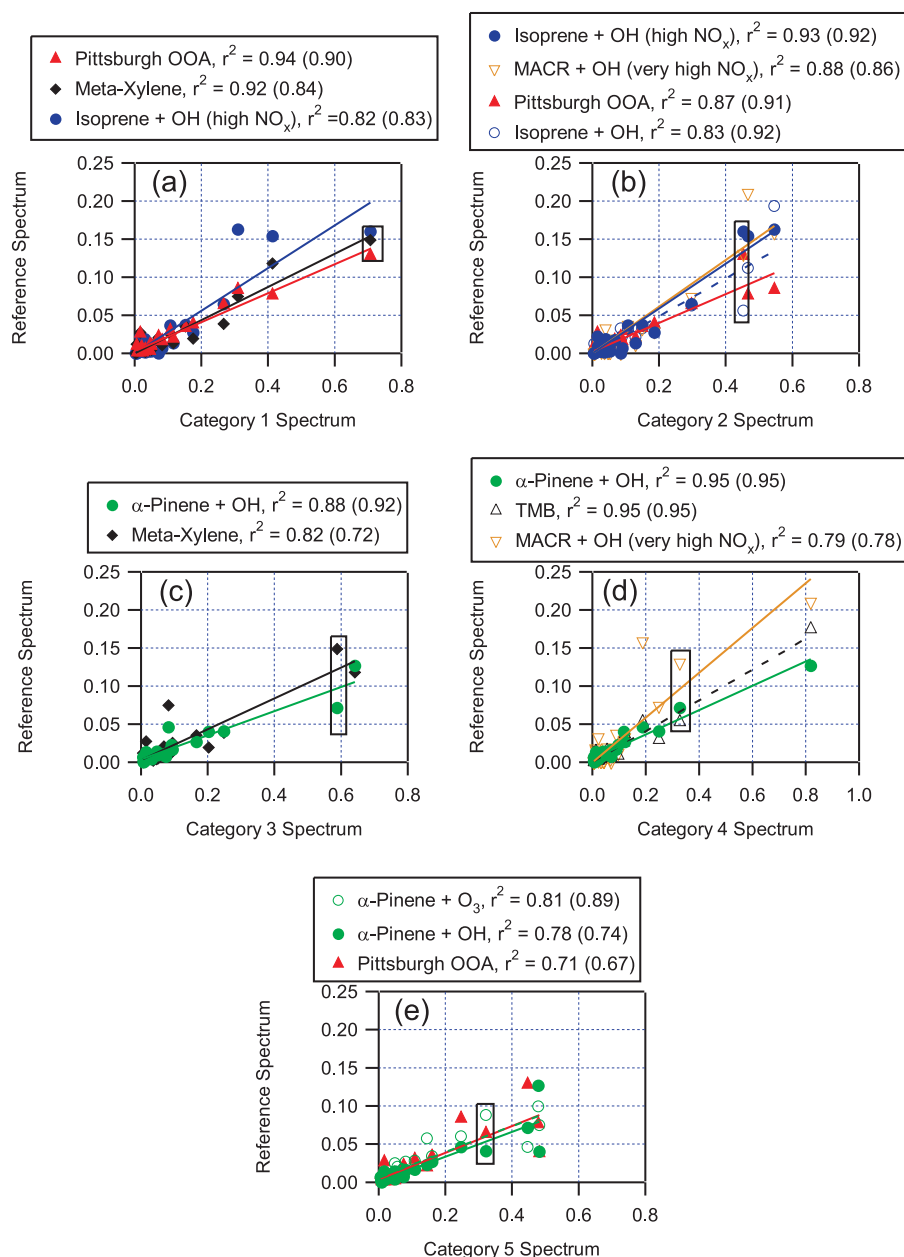 Pittsburgh OOA, r² = 0.94 (0.90)
Meta-Xylene, r² = 0.92 (0.84)
Isoprene + OH (high NOₓ), r² =0.82 (0.83)
(a)
Reference Spectrum
0.25
0.20
0.15
0.10
0.05
0.00
0.0 0.2 0.4 0.6 0.8
Category 1 Spectrum
Isoprene + OH (high NOₓ), r² = 0.93 (0.92)
MACR + OH (very high NOₓ), r² = 0.88 (0.86)
Pittsburgh OOA, r² = 0.87 (0.91)
Isoprene + OH, r² = 0.83 (0.92)
(b)
Reference Spectrum
0.25
0.20
0.15
0.10
0.05
0.00
0.0 0.2 0.4 0.6 0.8
Category 2 Spectrum
α-Pinene + OH, r² = 0.88 (0.92)
Meta-Xylene, r² = 0.82 (0.72)
(c)
Reference Spectrum
0.25
0.20
0.15
0.10
0.05
0.00
0.0 0.2 0.4 0.6 0.8
Category 3 Spectrum
α-Pinene + OH, r² = 0.95 (0.95)
TMB, r² = 0.95 (0.95)
MACR + OH (very high NOₓ), r² = 0.79 (0.78)
(d)
Reference Spectrum
0.25
0.20
0.15
0.10
0.05
0.00
0.0 0.2 0.4 0.6 0.8 1.0
Category 4 Spectrum
α-Pinene + O₃, r² = 0.81 (0.89)
α-Pinene + OH, r² = 0.78 (0.74)
Pittsburgh OOA, r² = 0.71 (0.67)
(e)
Reference Spectrum
0.25
0.20
0.15
0.10
0.05
0.00
0.0 0.2 0.4 0.6 0.8
Category 5 Spectrum